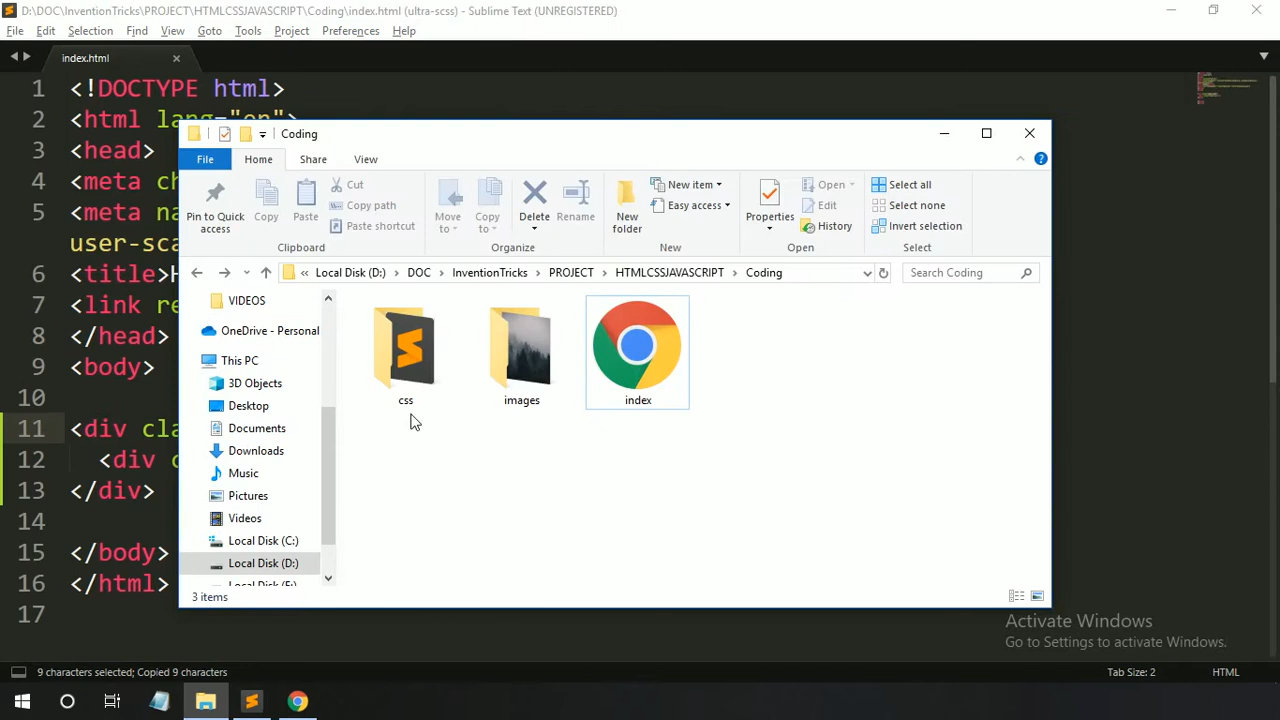 D:\DOC\InventionTricks\PROJECT\HTMLCSSJAVASCRIPT\Coding\index.html (ultra-scss) - Sublime Text (UNREGISTERED)
File Edit Selection Find View Goto Tools Project Preferences Help
index.html
1 <!DOCTYPE html>
2 <html lang="en">
3 <head>
4 <meta
5 <meta
user-sca
6 <title>
7 <link
8 </head>
9 <body>
10
11 <div
12 <div
13 </div>
14
15 </body>
16 </html>
17
Coding
File Home Share View
Pin to Quick access
Copy
Paste
Cut
Copy path
Paste shortcut
Clipboard
Move to
Copy to
Delete
Rename
Organize
New folder
New item
Easy access
New
Properties
Open
Edit
History
Open
Select all
Select none
Invert selection
Select
« Local Disk (D:) > DOC > InventionTricks > PROJECT > HTMLCSSJAVASCRIPT > Coding
Search Coding
VIDEOS
OneDrive - Personal
This PC
3D Objects
Desktop
Documents
Downloads
Music
Pictures
Videos
Local Disk (C:)
Local Disk (D:)
css
images
index
3 items
Activate Windows
Go to Settings to activate Windows.
9 characters selected; Copied 9 characters
Tab Size: 2
HTML